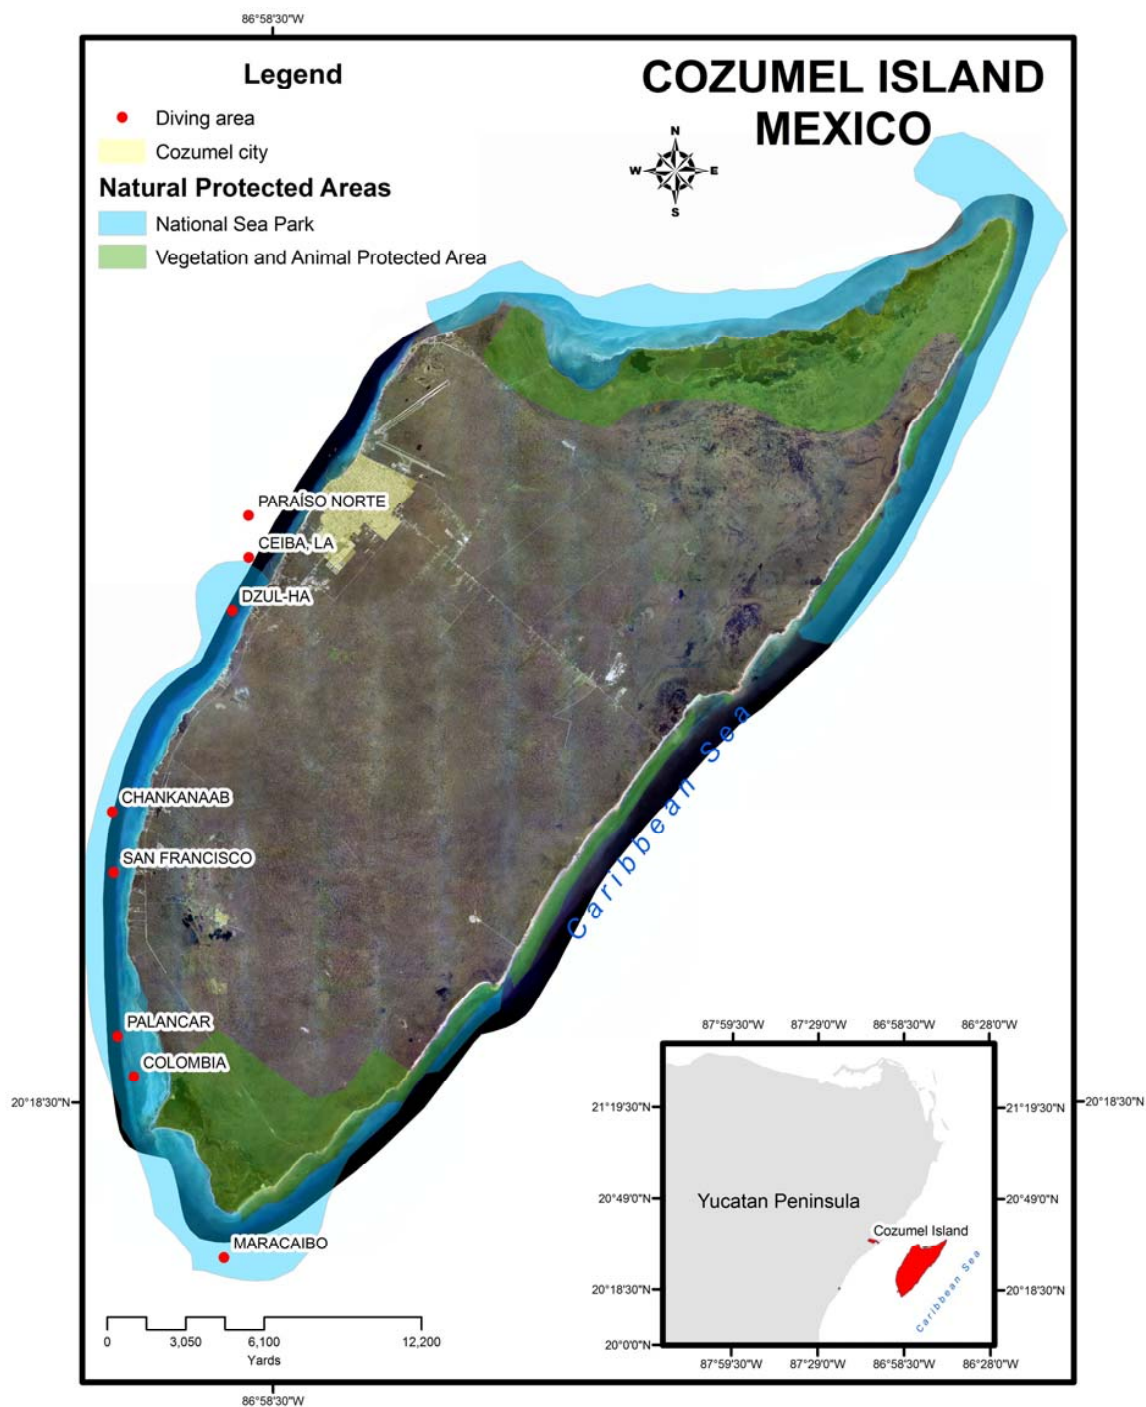 86°58'30"W
Legend
Diving area
Cozumel city
Natural Protected Areas
National Sea Park
Vegetation and Animal Protected Area
COZUMEL ISLAND
MEXICO
N
W E
S
PARAÍSO NORTE
CEIBA, LA
DZUL-HA
CHANKANAAB
SAN FRANCISCO
PALANCAR
COLOMBIA
MARACAIBO
Caribbean Sea
20°18'30"N
20°18'30"N
0 3,050 6,100 12,200
Yards
87°59'30"W 87°29'0"W 86°58'30"W 86°28'0"W
21°19'30"N
21°19'30"N
20°49'0"N
20°49'0"N
Yucatan Peninsula
Cozumel Island
Caribbean Sea
20°18'30"N
20°18'30"N
20°0'0"N
20°0'0"N
87°59'30"W 87°29'0"W 86°58'30"W 86°28'0"W
86°58'30"W